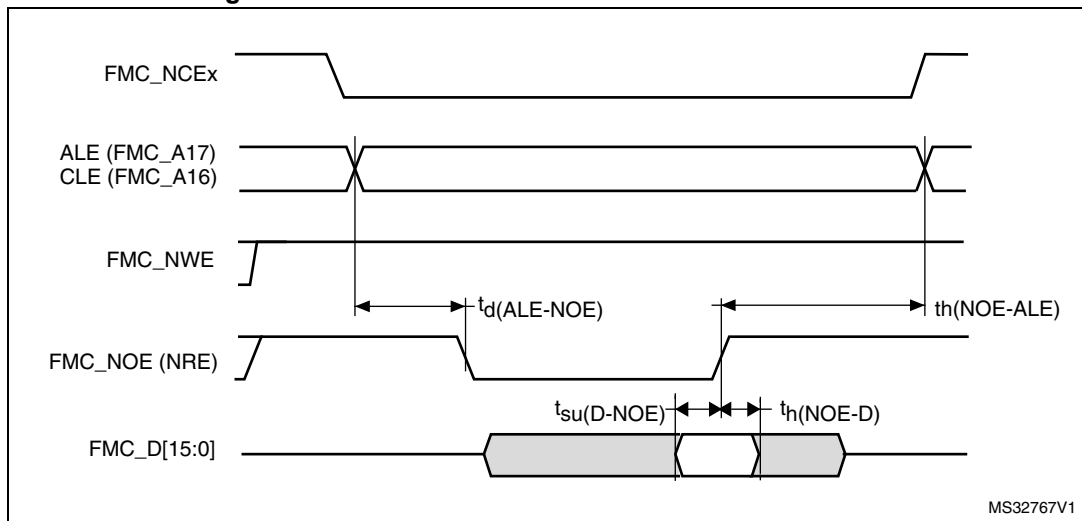 FMC_NCEx
ALE (FMC_A17)
CLE (FMC_A16)
FMC_NWE
td(ALE-NOE)
th(NOE-ALE)
FMC_NOE (NRE)
tsu(D-NOE)
th(NOE-D)
FMC_D[15:0]
MS32767V1